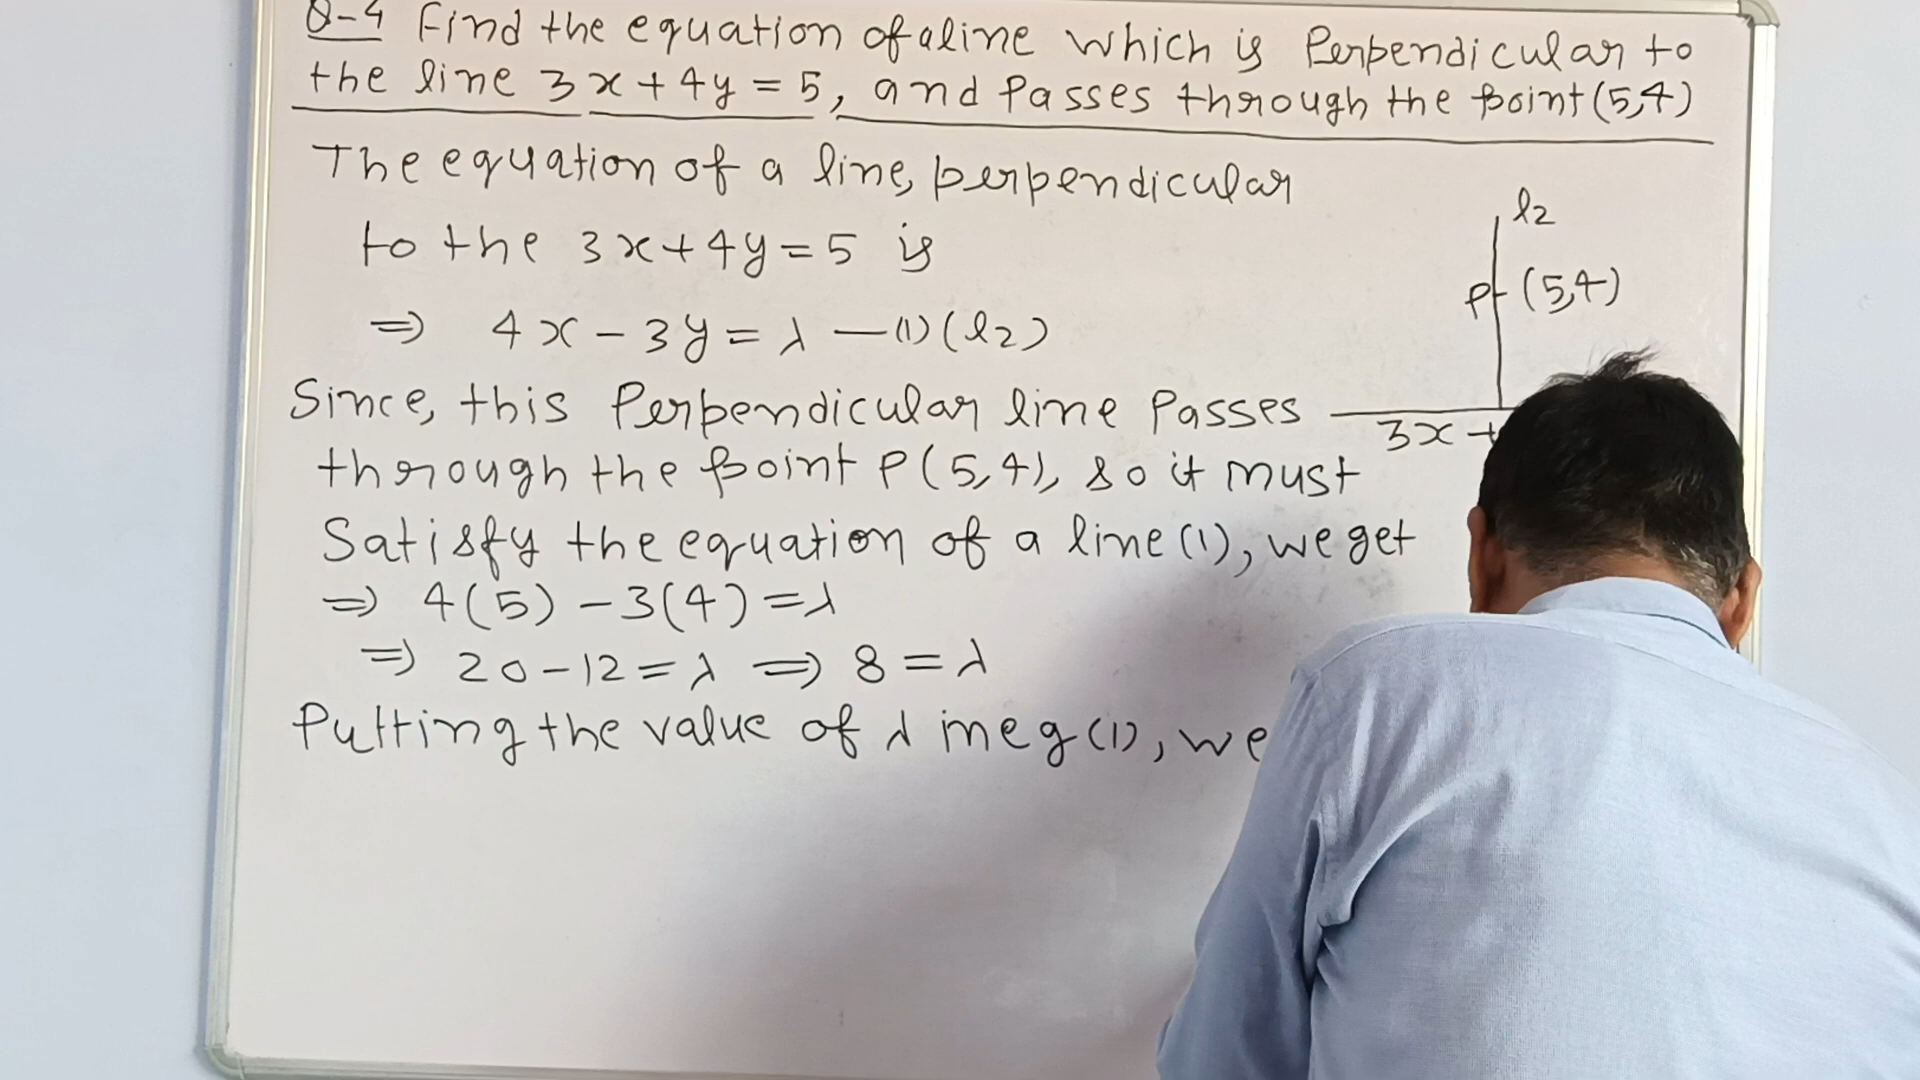 Q-4 Find the equation of a line which is Perpendicular to
the line 3x+4y=5, and Passes through the point (5,4)
The equation of a line, perpendicular
to the 3x+4y=5 is
⇒ 4x-3y=λ —(1) (l2)
Since, this Perpendicular line Passes
through the point P(5,4), so it must
Satisfy the equation of a line (1), we get
⇒ 4(5)-3(4)=λ
⇒ 20-12=λ ⇒ 8=λ
Putting the value of λ in eq (1), we
l2
P (5,4)
3x+